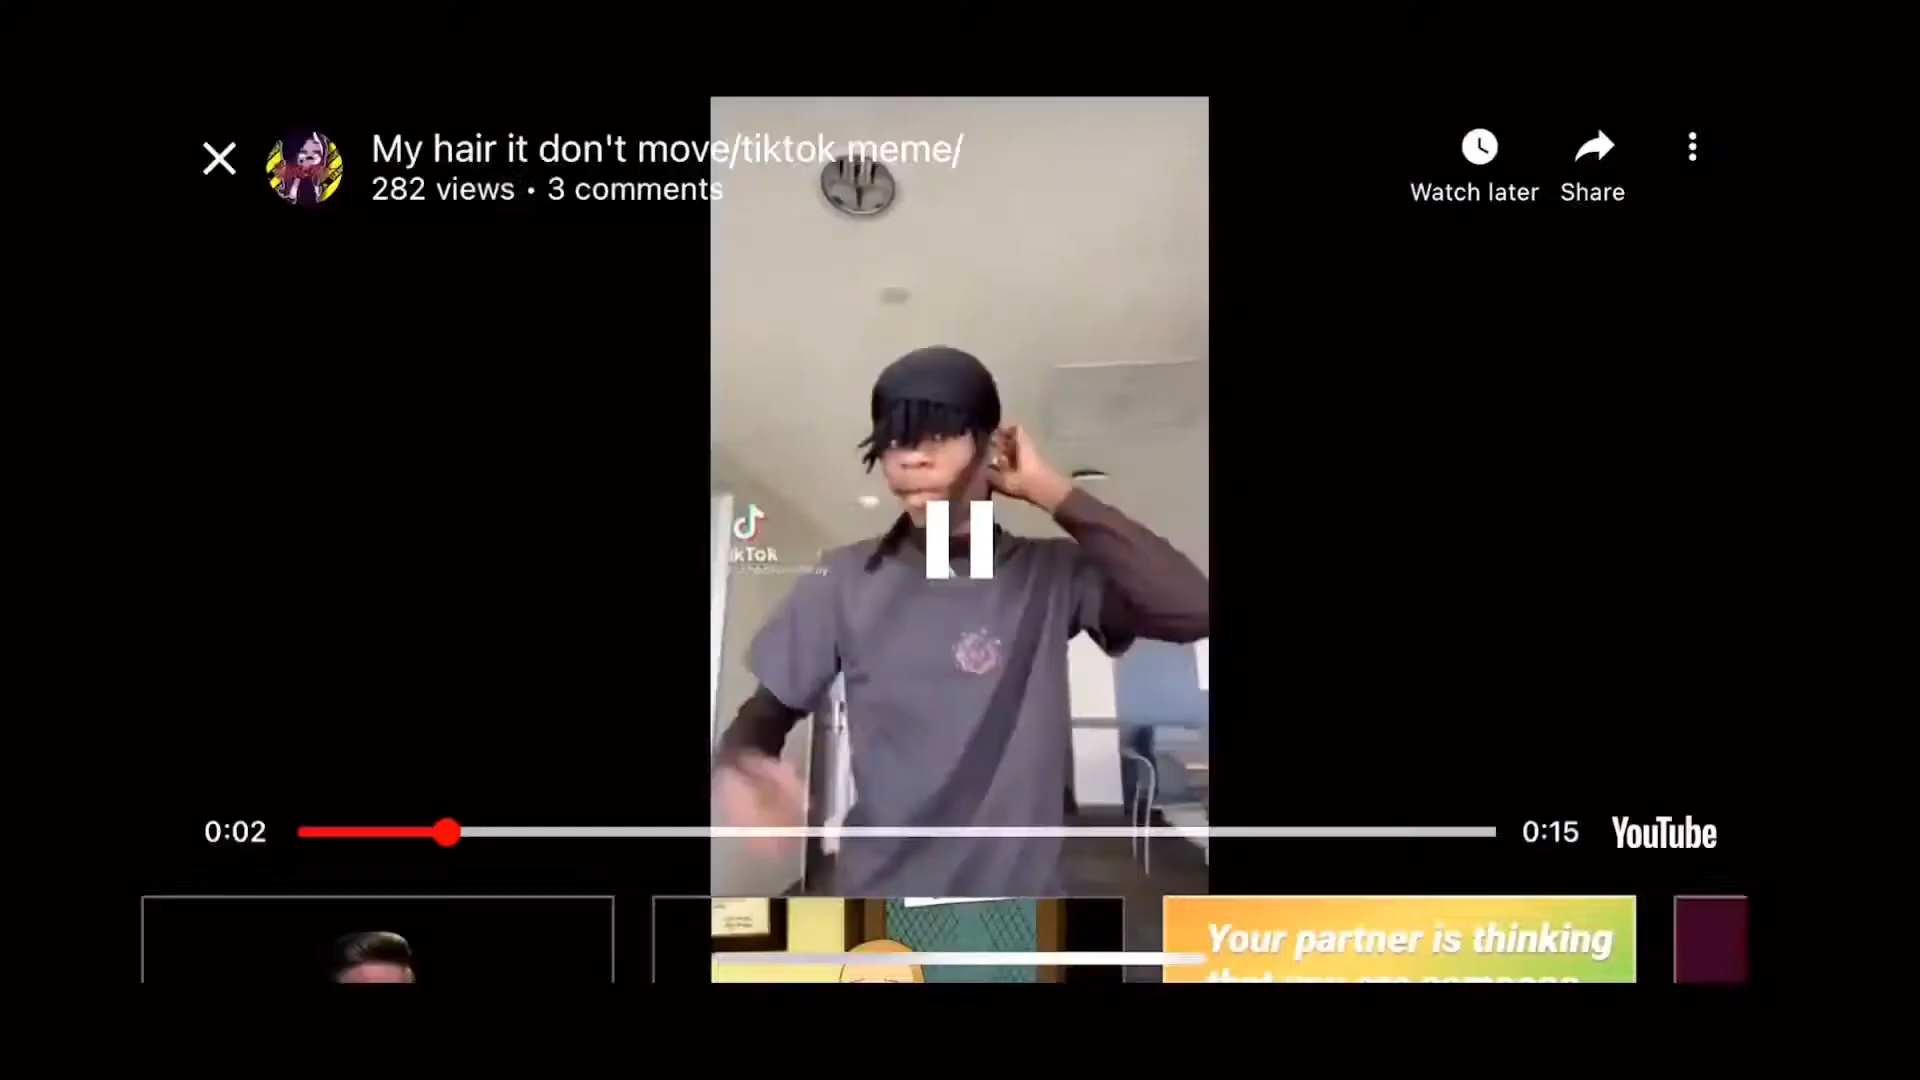 My hair it don't move/tiktok meme/
282 views • 3 comments
Watch later
Share
kTok
0:02
0:15
YouTube
Your partner is thinking